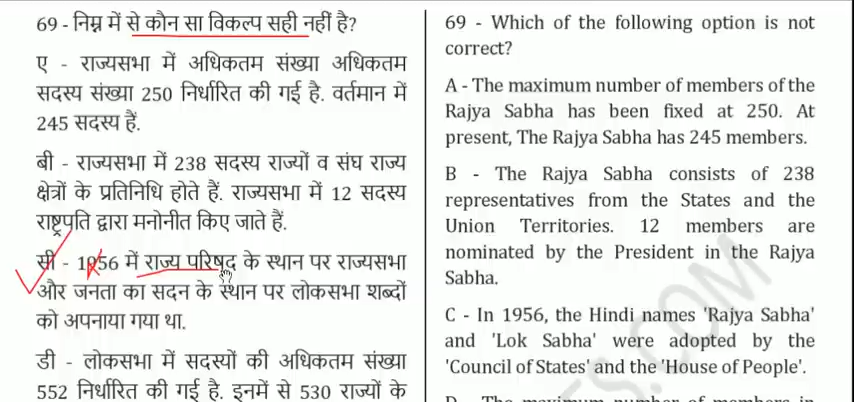 69 - निम्न में से कौन सा विकल्प सही नहीं है?
ए - राज्यसभा में अधिकतम संख्या अधिकतम
सदस्य संख्या 250 निर्धारित की गई है. वर्तमान में
245 सदस्य हैं.
बी - राज्यसभा में 238 सदस्य राज्यों व संघ राज्य
क्षेत्रों के प्रतिनिधि होते हैं. राज्यसभा में 12 सदस्य
राष्ट्रपति द्वारा मनोनीत किए जाते हैं.
सी - 1956 में राज्य परिषद के स्थान पर राज्यसभा
और जनता का सदन के स्थान पर लोकसभा शब्दों
को अपनाया गया था.
डी - लोकसभा में सदस्यों की अधिकतम संख्या
552 निर्धारित की गई है. इनमें से 530 राज्यों के
69 - Which of the following option is not
correct?
A - The maximum number of members of the
Rajya Sabha has been fixed at 250. At
present, The Rajya Sabha has 245 members.
B - The Rajya Sabha consists of 238
representatives from the States and the
Union Territories. 12 members are
nominated by the President in the Rajya
Sabha.
C - In 1956, the Hindi names 'Rajya Sabha'
and 'Lok Sabha' were adopted by the
'Council of States' and the 'House of People'.
D - The maximum number of members in